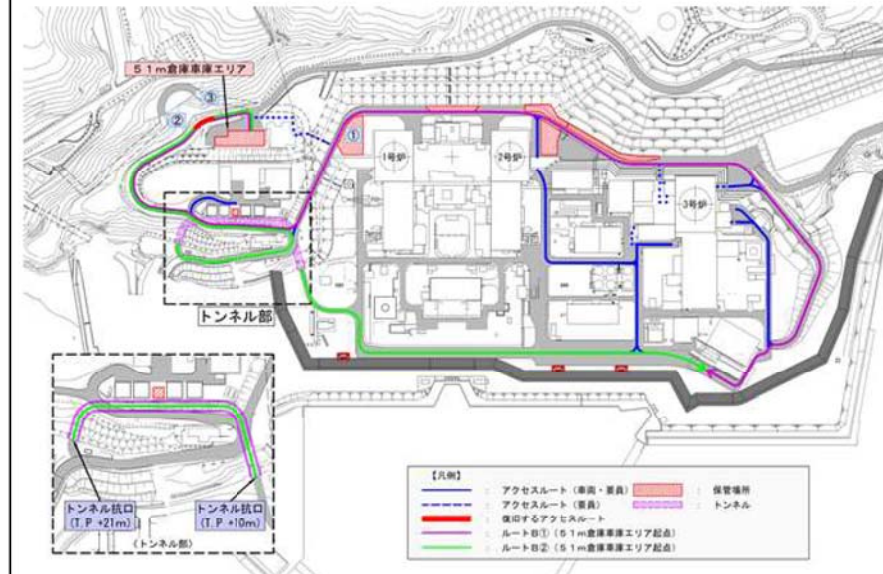 51m倉庫車庫エリア
③
②
①
1号炉
2号炉
3号炉
トンネル部
トンネル坑口
(T.P +21m)
トンネル坑口
(T.P +10m)
〈トンネル部〉
【凡例】
: アクセスルート（車両・要員）
: 保管場所
: アクセスルート（要員）
: トンネル
: 復旧するアクセスルート
: ルートB①（51m倉庫車庫エリア起点）
: ルートB②（51m倉庫車庫エリア起点）